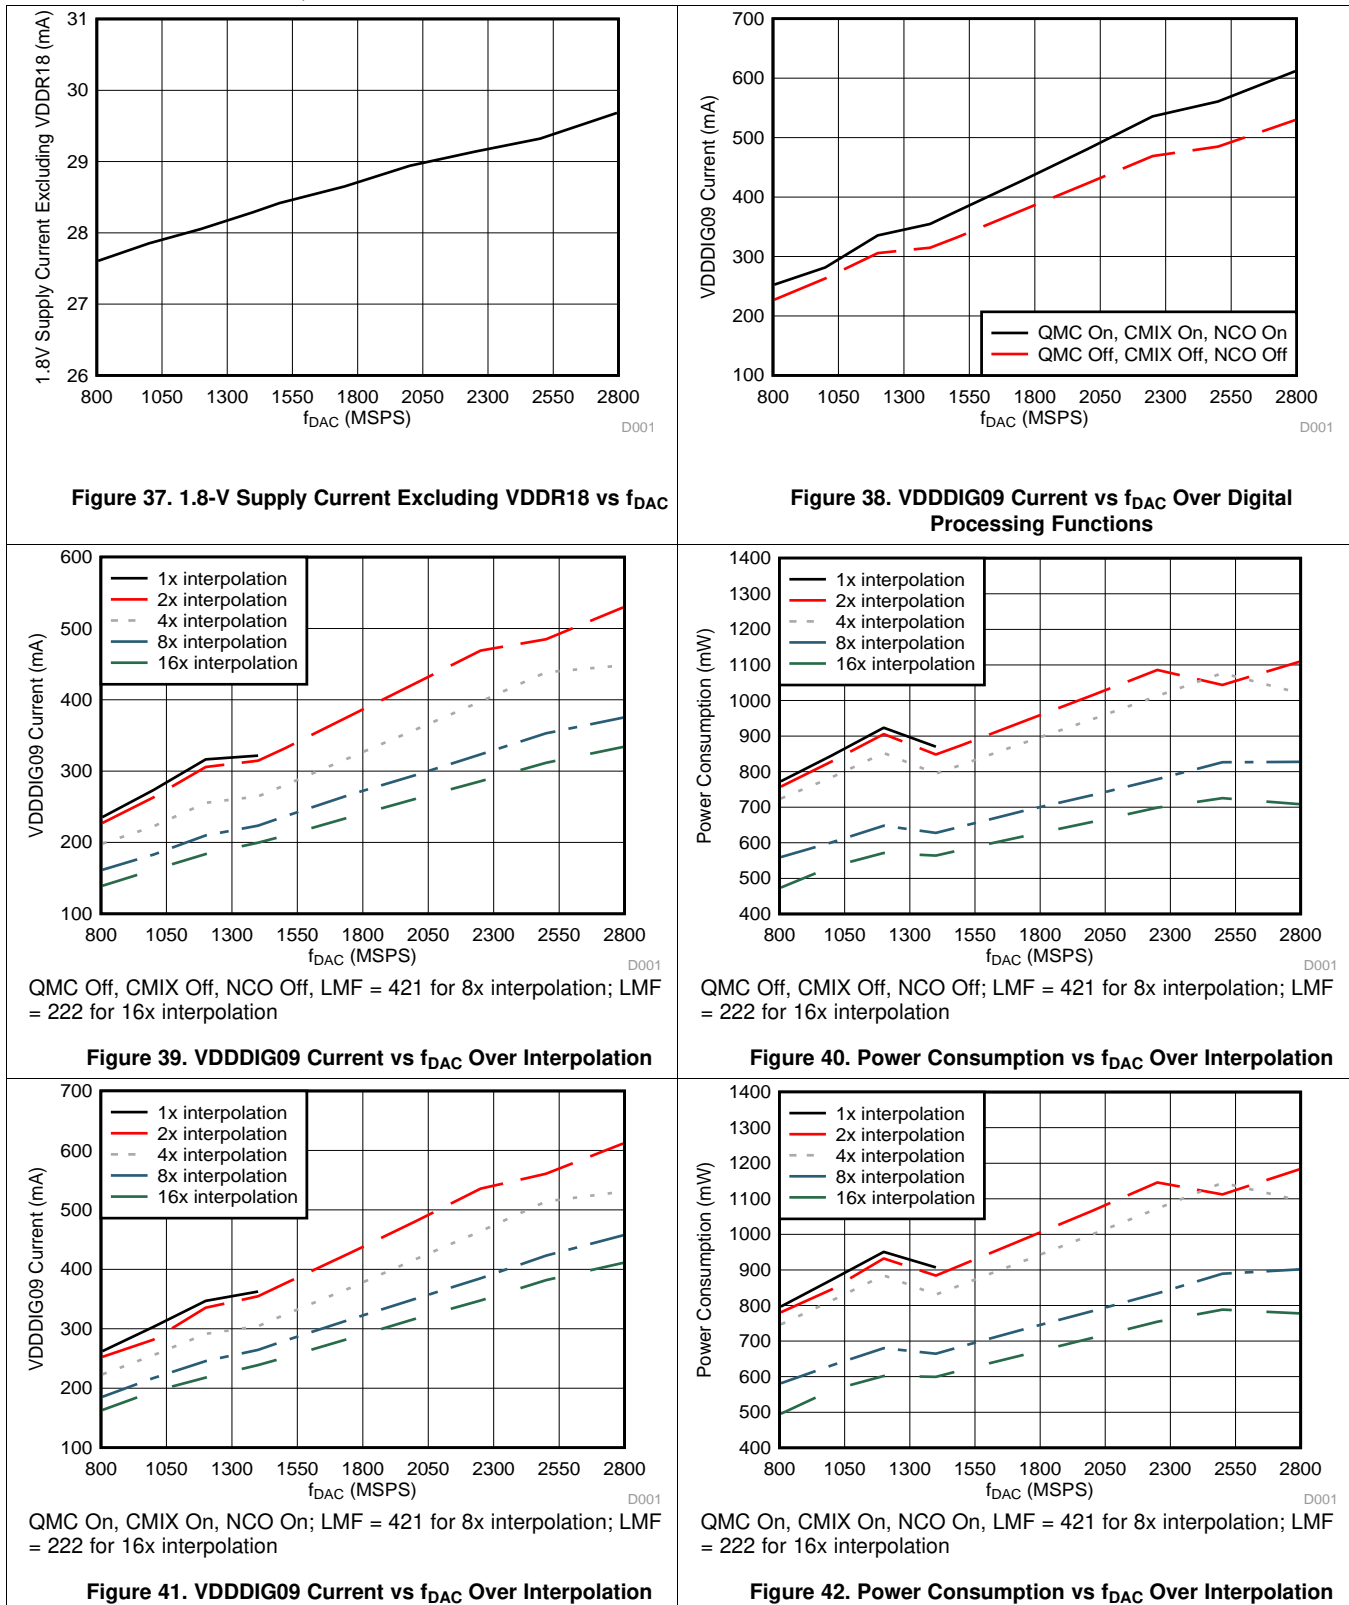 31
30
29
28
27
26
1.8V Supply Current Excluding VDDR18 (mA)
800 1050 1300 1550 1800 2050 2300 2550 2800
fDAC (MSPS)
D001
Figure 37. 1.8-V Supply Current Excluding VDDR18 vs fDAC
700
600
500
400
300
200
100
VDDDIG09 Current (mA)
QMC On, CMIX On, NCO On
QMC Off, CMIX Off, NCO Off
800 1050 1300 1550 1800 2050 2300 2550 2800
fDAC (MSPS)
D001
Figure 38. VDDDIG09 Current vs fDAC Over Digital
Processing Functions
600
500
400
300
200
100
VDDDIG09 Current (mA)
1x interpolation
2x interpolation
4x interpolation
8x interpolation
16x interpolation
800 1050 1300 1550 1800 2050 2300 2550 2800
fDAC (MSPS)
D001
QMC Off, CMIX Off, NCO Off, LMF = 421 for 8x interpolation; LMF
= 222 for 16x interpolation
Figure 39. VDDDIG09 Current vs fDAC Over Interpolation
1400
1300
1200
1100
1000
900
800
700
600
500
400
Power Consumption (mW)
1x interpolation
2x interpolation
4x interpolation
8x interpolation
16x interpolation
800 1050 1300 1550 1800 2050 2300 2550 2800
fDAC (MSPS)
D001
QMC Off, CMIX Off, NCO Off; LMF = 421 for 8x interpolation; LMF
= 222 for 16x interpolation
Figure 40. Power Consumption vs fDAC Over Interpolation
700
600
500
400
300
200
100
VDDDIG09 Current (mA)
1x interpolation
2x interpolation
4x interpolation
8x interpolation
16x interpolation
800 1050 1300 1550 1800 2050 2300 2550 2800
fDAC (MSPS)
D001
QMC On, CMIX On, NCO On; LMF = 421 for 8x interpolation; LMF
= 222 for 16x interpolation
Figure 41. VDDDIG09 Current vs fDAC Over Interpolation
1400
1300
1200
1100
1000
900
800
700
600
500
400
Power Consumption (mW)
1x interpolation
2x interpolation
4x interpolation
8x interpolation
16x interpolation
800 1050 1300 1550 1800 2050 2300 2550 2800
fDAC (MSPS)
D001
QMC On, CMIX On, NCO On, LMF = 421 for 8x interpolation; LMF
= 222 for 16x interpolation
Figure 42. Power Consumption vs fDAC Over Interpolation